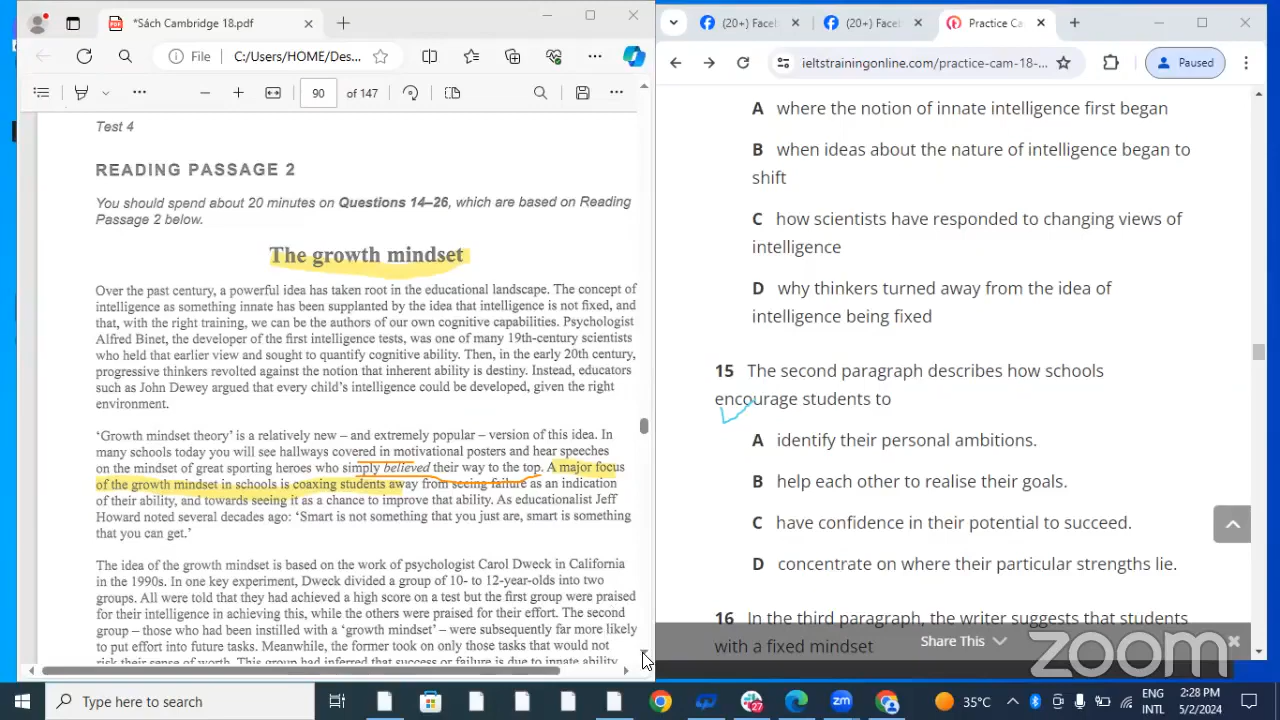 *Sách Cambridge 18.pdf
File
C:/Users/HOME/Des...
90 of 147
Test 4
READING PASSAGE 2
You should spend about 20 minutes on Questions 14–26, which are based on Reading
Passage 2 below.
The growth mindset
Over the past century, a powerful idea has taken root in the educational landscape. The concept of
intelligence as something innate has been supplanted by the idea that intelligence is not fixed, and
that, with the right training, we can be the authors of our own cognitive capabilities. Psychologist
Alfred Binet, the developer of the first intelligence tests, was one of many 19th-century scientists
who held that earlier view and sought to quantify cognitive ability. Then, in the early 20th century,
progressive thinkers revolted against the notion that inherent ability is destiny. Instead, educators
such as John Dewey argued that every child's intelligence could be developed, given the right
environment.
'Growth mindset theory' is a relatively new – and extremely popular – version of this idea. In
many schools today you will see hallways covered in motivational posters and hear speeches
on the mindset of great sporting heroes who simply believed their way to the top. A major focus
of the growth mindset in schools is coaxing students away from seeing failure as an indication
of their ability, and towards seeing it as a chance to improve that ability. As educationalist Jeff
Howard noted several decades ago: 'Smart is not something that you just are, smart is something
that you can get.'
The idea of the growth mindset is based on the work of psychologist Carol Dweck in California
in the 1990s. In one key experiment, Dweck divided a group of 10- to 12-year-olds into two
groups. All were told that they had achieved a high score on a test but the first group were praised
for their intelligence in achieving this, while the others were praised for their effort. The second
group – those who had been instilled with a 'growth mindset' – were subsequently far more likely
to put effort into future tasks. Meanwhile, the former took on only those tasks that would not
risk their sense of worth. This group had inferred that success or failure is due to innate ability
(20+) Faceb
(20+) Faceb
Practice Ca
ieltstrainingonline.com/practice-cam-18-...
Paused
A where the notion of innate intelligence first began
B when ideas about the nature of intelligence began to
shift
C how scientists have responded to changing views of
intelligence
D why thinkers turned away from the idea of
intelligence being fixed
15 The second paragraph describes how schools
encourage students to
A identify their personal ambitions.
B help each other to realise their goals.
C have confidence in their potential to succeed.
D concentrate on where their particular strengths lie.
16 In the third paragraph, the writer suggests that students
with a fixed mindset
Share This
zoom
Type here to search
27
zm
35°C
ENG
INTL
2:28 PM
5/2/2024